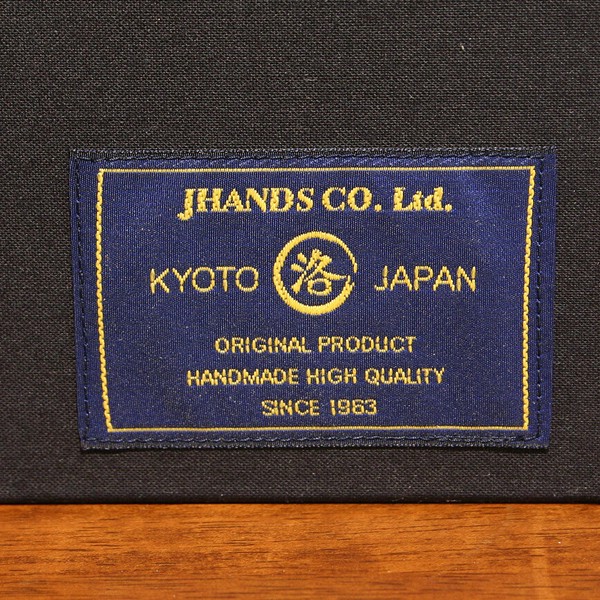 JHANDS CO. Ltd.
KYOTO 洛 JAPAN
ORIGINAL PRODUCT
HANDMADE HIGH QUALITY
SINCE 1963